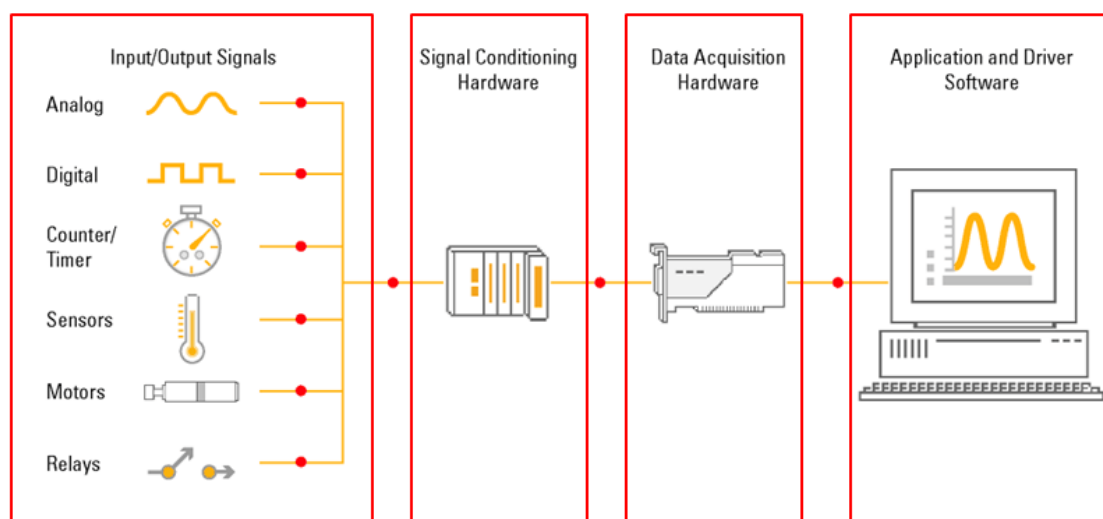 Input/Output Signals
Analog
Digital
Counter/
Timer
Sensors
Motors
Relays
Signal Conditioning
Hardware
Data Acquisition
Hardware
Application and Driver
Software